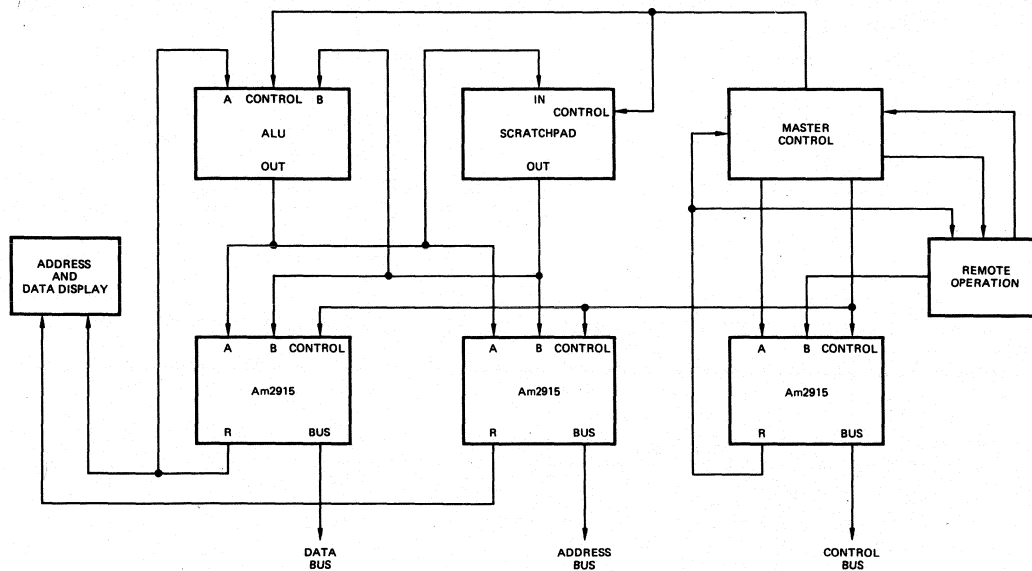 A CONTROL B
ALU
OUT
IN
CONTROL
SCRATCHPAD
OUT
MASTER
CONTROL
ADDRESS
AND
DATA DISPLAY
REMOTE
OPERATION
A B CONTROL
Am2915
R BUS
A B CONTROL
Am2915
R BUS
A B CONTROL
Am2915
R BUS
DATA
BUS
ADDRESS
BUS
CONTROL
BUS